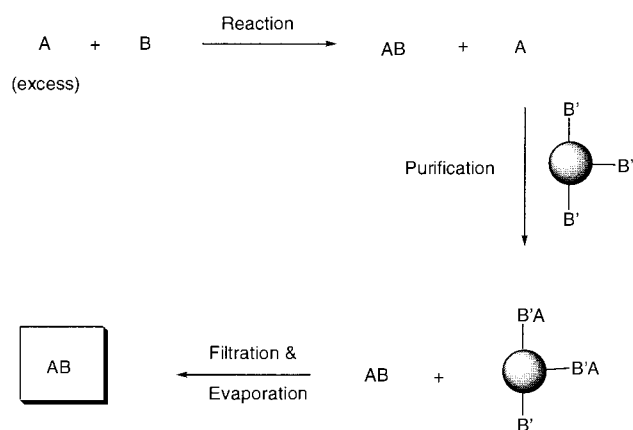 Reaction
A + B AB + A
(excess)
B'
Purification
B'
B'
B'A
AB
Filtration &
Evaporation
AB +
B'A
B'